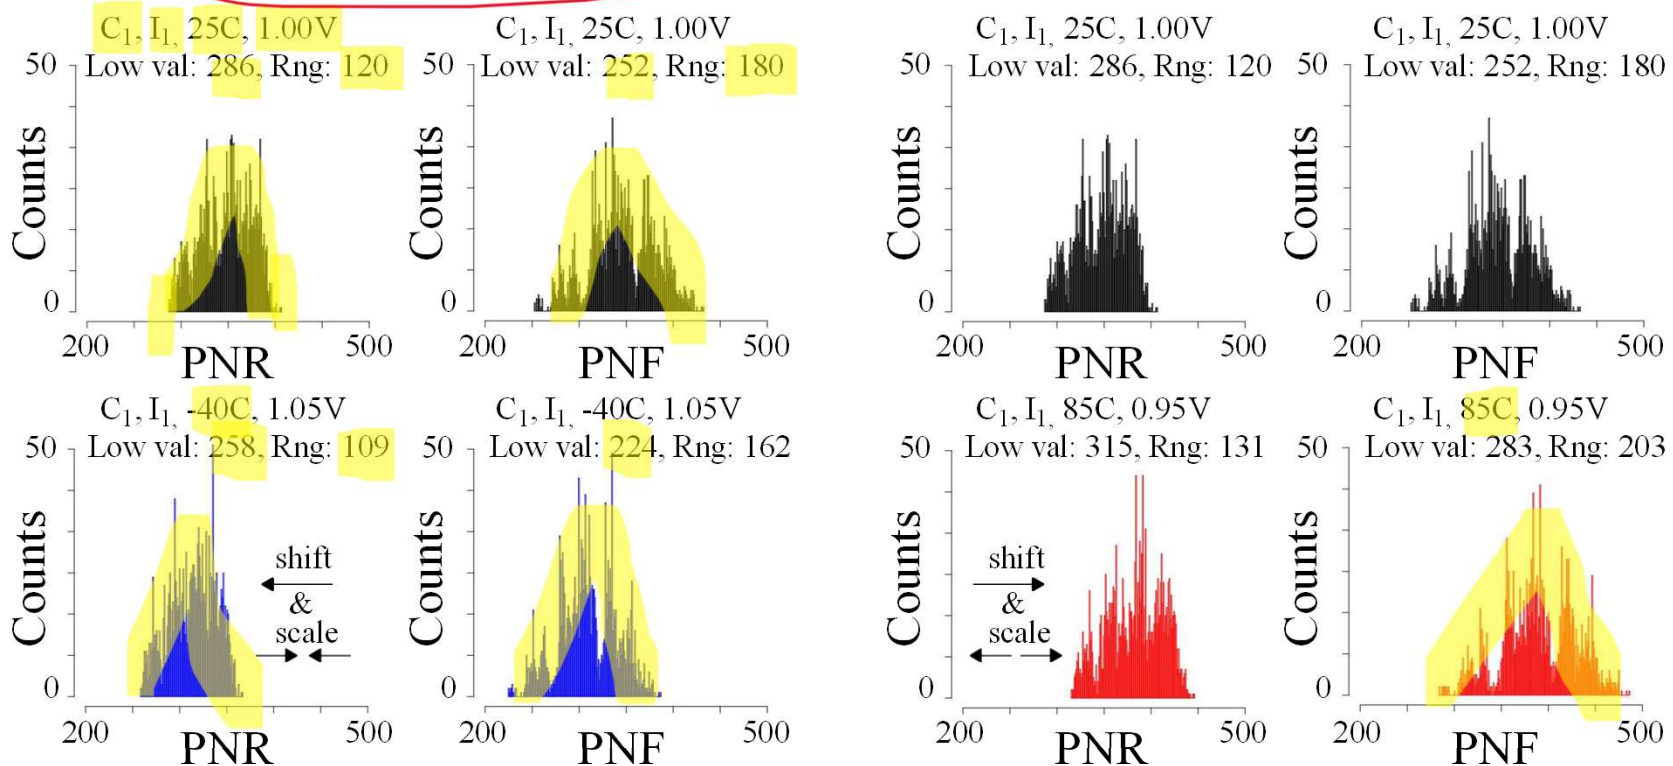 C1, I1, 25C, 1.00V
Low val: 286, Rng: 120
50
Counts
0
200
500
PNR
C1, I1, 25C, 1.00V
Low val: 252, Rng: 180
50
Counts
0
200
500
PNF
C1, I1, 25C, 1.00V
Low val: 286, Rng: 120
50
Counts
0
200
500
PNR
C1, I1, 25C, 1.00V
Low val: 252, Rng: 180
50
Counts
0
200
500
PNF
C1, I1, -40C, 1.05V
Low val: 258, Rng: 109
50
Counts
shift
&
scale
0
200
500
PNR
C1, I1, -40C, 1.05V
Low val: 224, Rng: 162
50
Counts
0
200
500
PNF
C1, I1, 85C, 0.95V
Low val: 315, Rng: 131
50
Counts
shift
&
scale
0
200
500
PNR
C1, I1, 85C, 0.95V
Low val: 283, Rng: 203
50
Counts
0
200
500
PNF